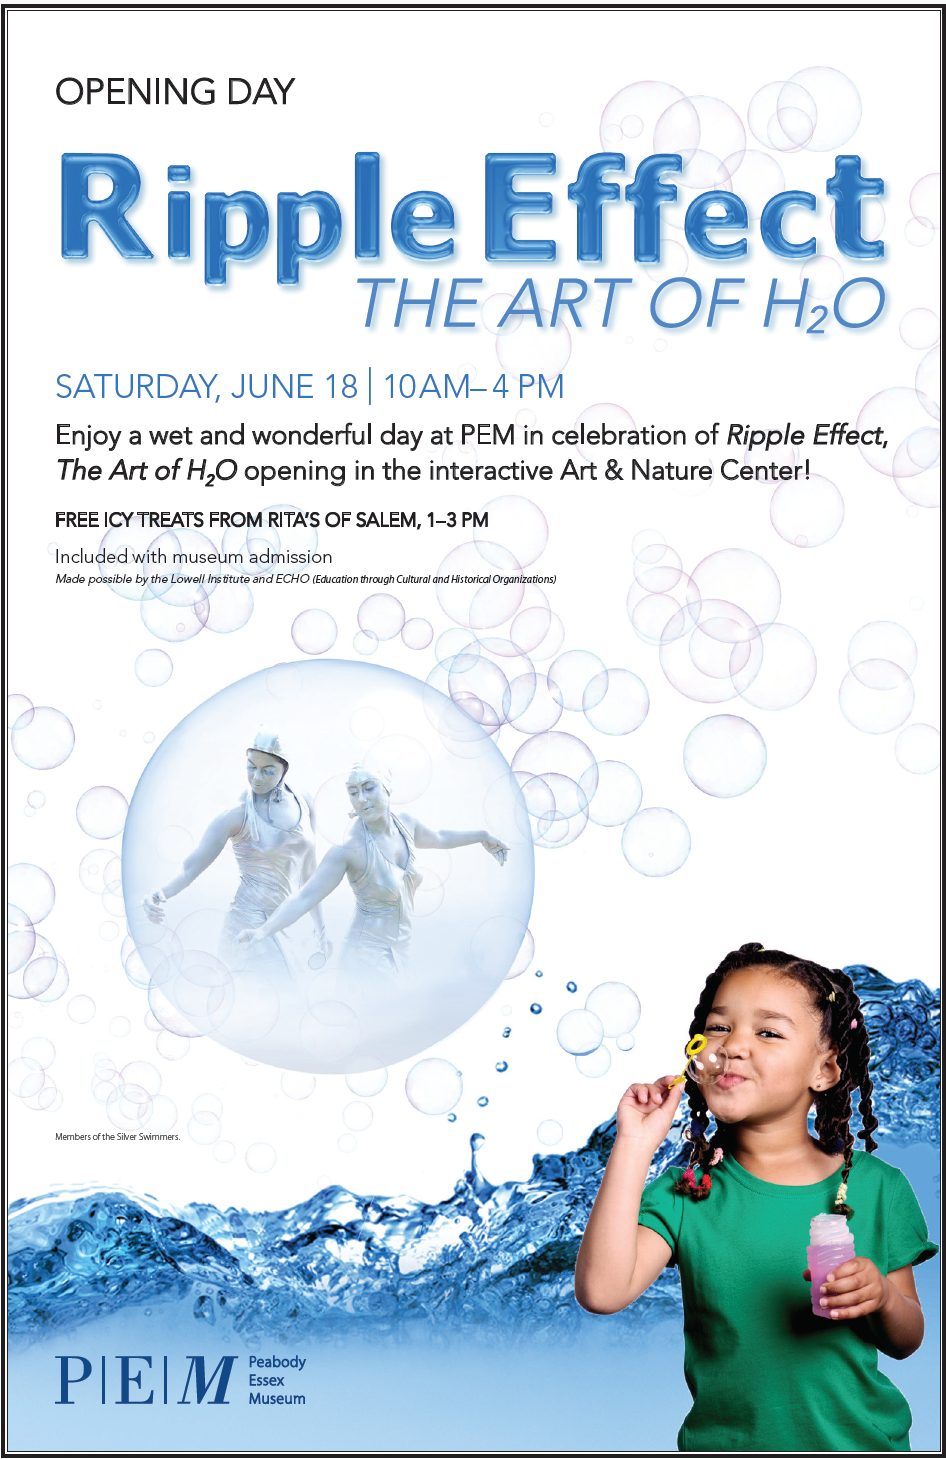 OPENING DAY
Ripple Effect
THE ART OF H₂O
SATURDAY, JUNE 18 | 10 AM– 4 PM
Enjoy a wet and wonderful day at PEM in celebration of Ripple Effect,
The Art of H₂O opening in the interactive Art & Nature Center!
FREE ICY TREATS FROM RITA'S OF SALEM, 1–3 PM
Included with museum admission
Made possible by the Lowell Institute and ECHO (Education through Cultural and Historical Organizations)
Members of the Silver Swimmers.
P|E|M
Peabody
Essex
Museum